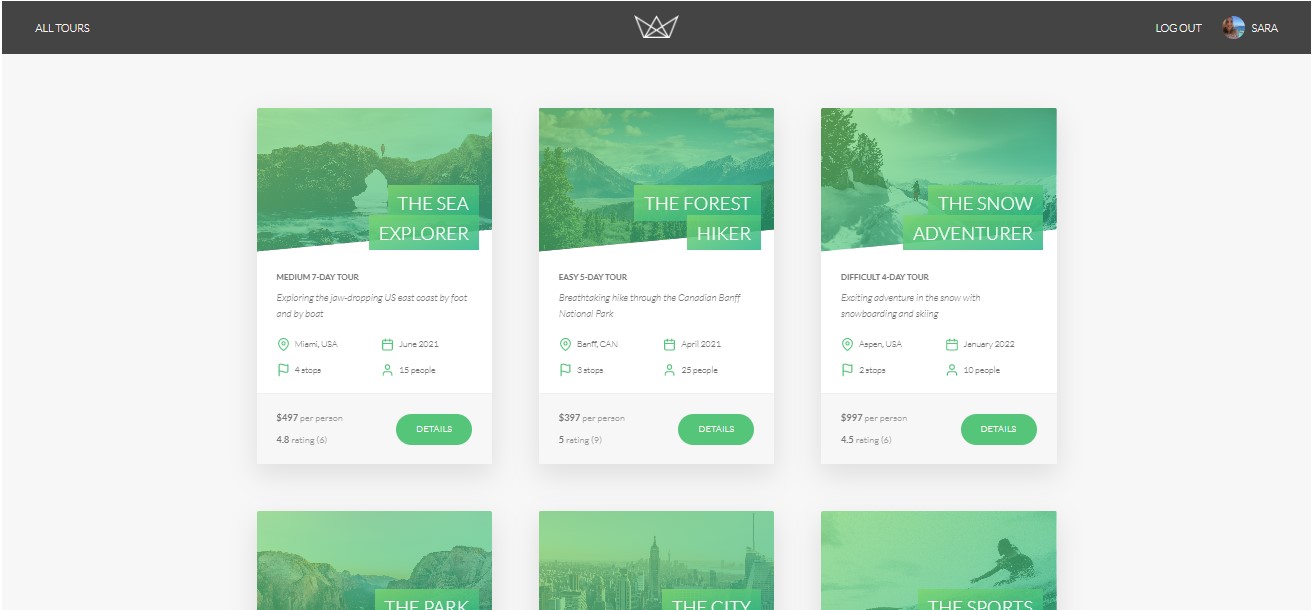 ALL TOURS
LOG OUT
SARA
THE SEA
EXPLORER
MEDIUM 7-DAY TOUR
Exploring the jaw-dropping US east coast by foot
and by boat
Miami, USA
June 2021
4 stops
15 people
$497 per person
4.8 rating (6)
DETAILS
THE FOREST
HIKER
EASY 5-DAY TOUR
Breathtaking hike through the Canadian Banff
National Park
Banff, CAN
April 2021
3 stops
25 people
$397 per person
5 rating (9)
DETAILS
THE SNOW
ADVENTURER
DIFFICULT 4-DAY TOUR
Exciting adventure in the snow with
snowboarding and skiing
Aspen, USA
January 2022
2 stops
10 people
$997 per person
4.5 rating (6)
DETAILS
THE PARK
THE CITY
THE SPORTS